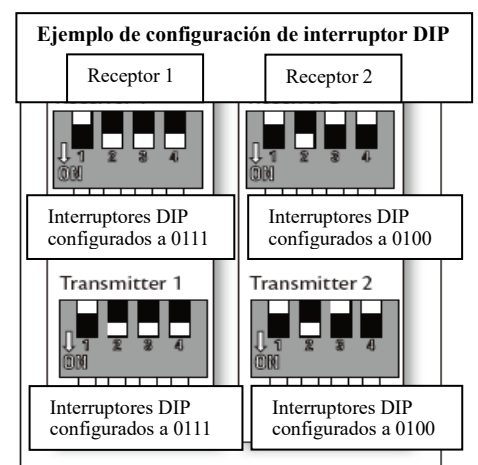 Ejemplo de configuración de interruptor DIP
Receptor 1
Receptor 2
1 2 3 4
ON
1 2 3 4
ON
Interruptores DIP
configurados a 0111
Interruptores DIP
configurados a 0100
Transmitter 1
Transmitter 2
1 2 3 4
ON
1 2 3 4
ON
Interruptores DIP
configurados a 0111
Interruptores DIP
configurados a 0100